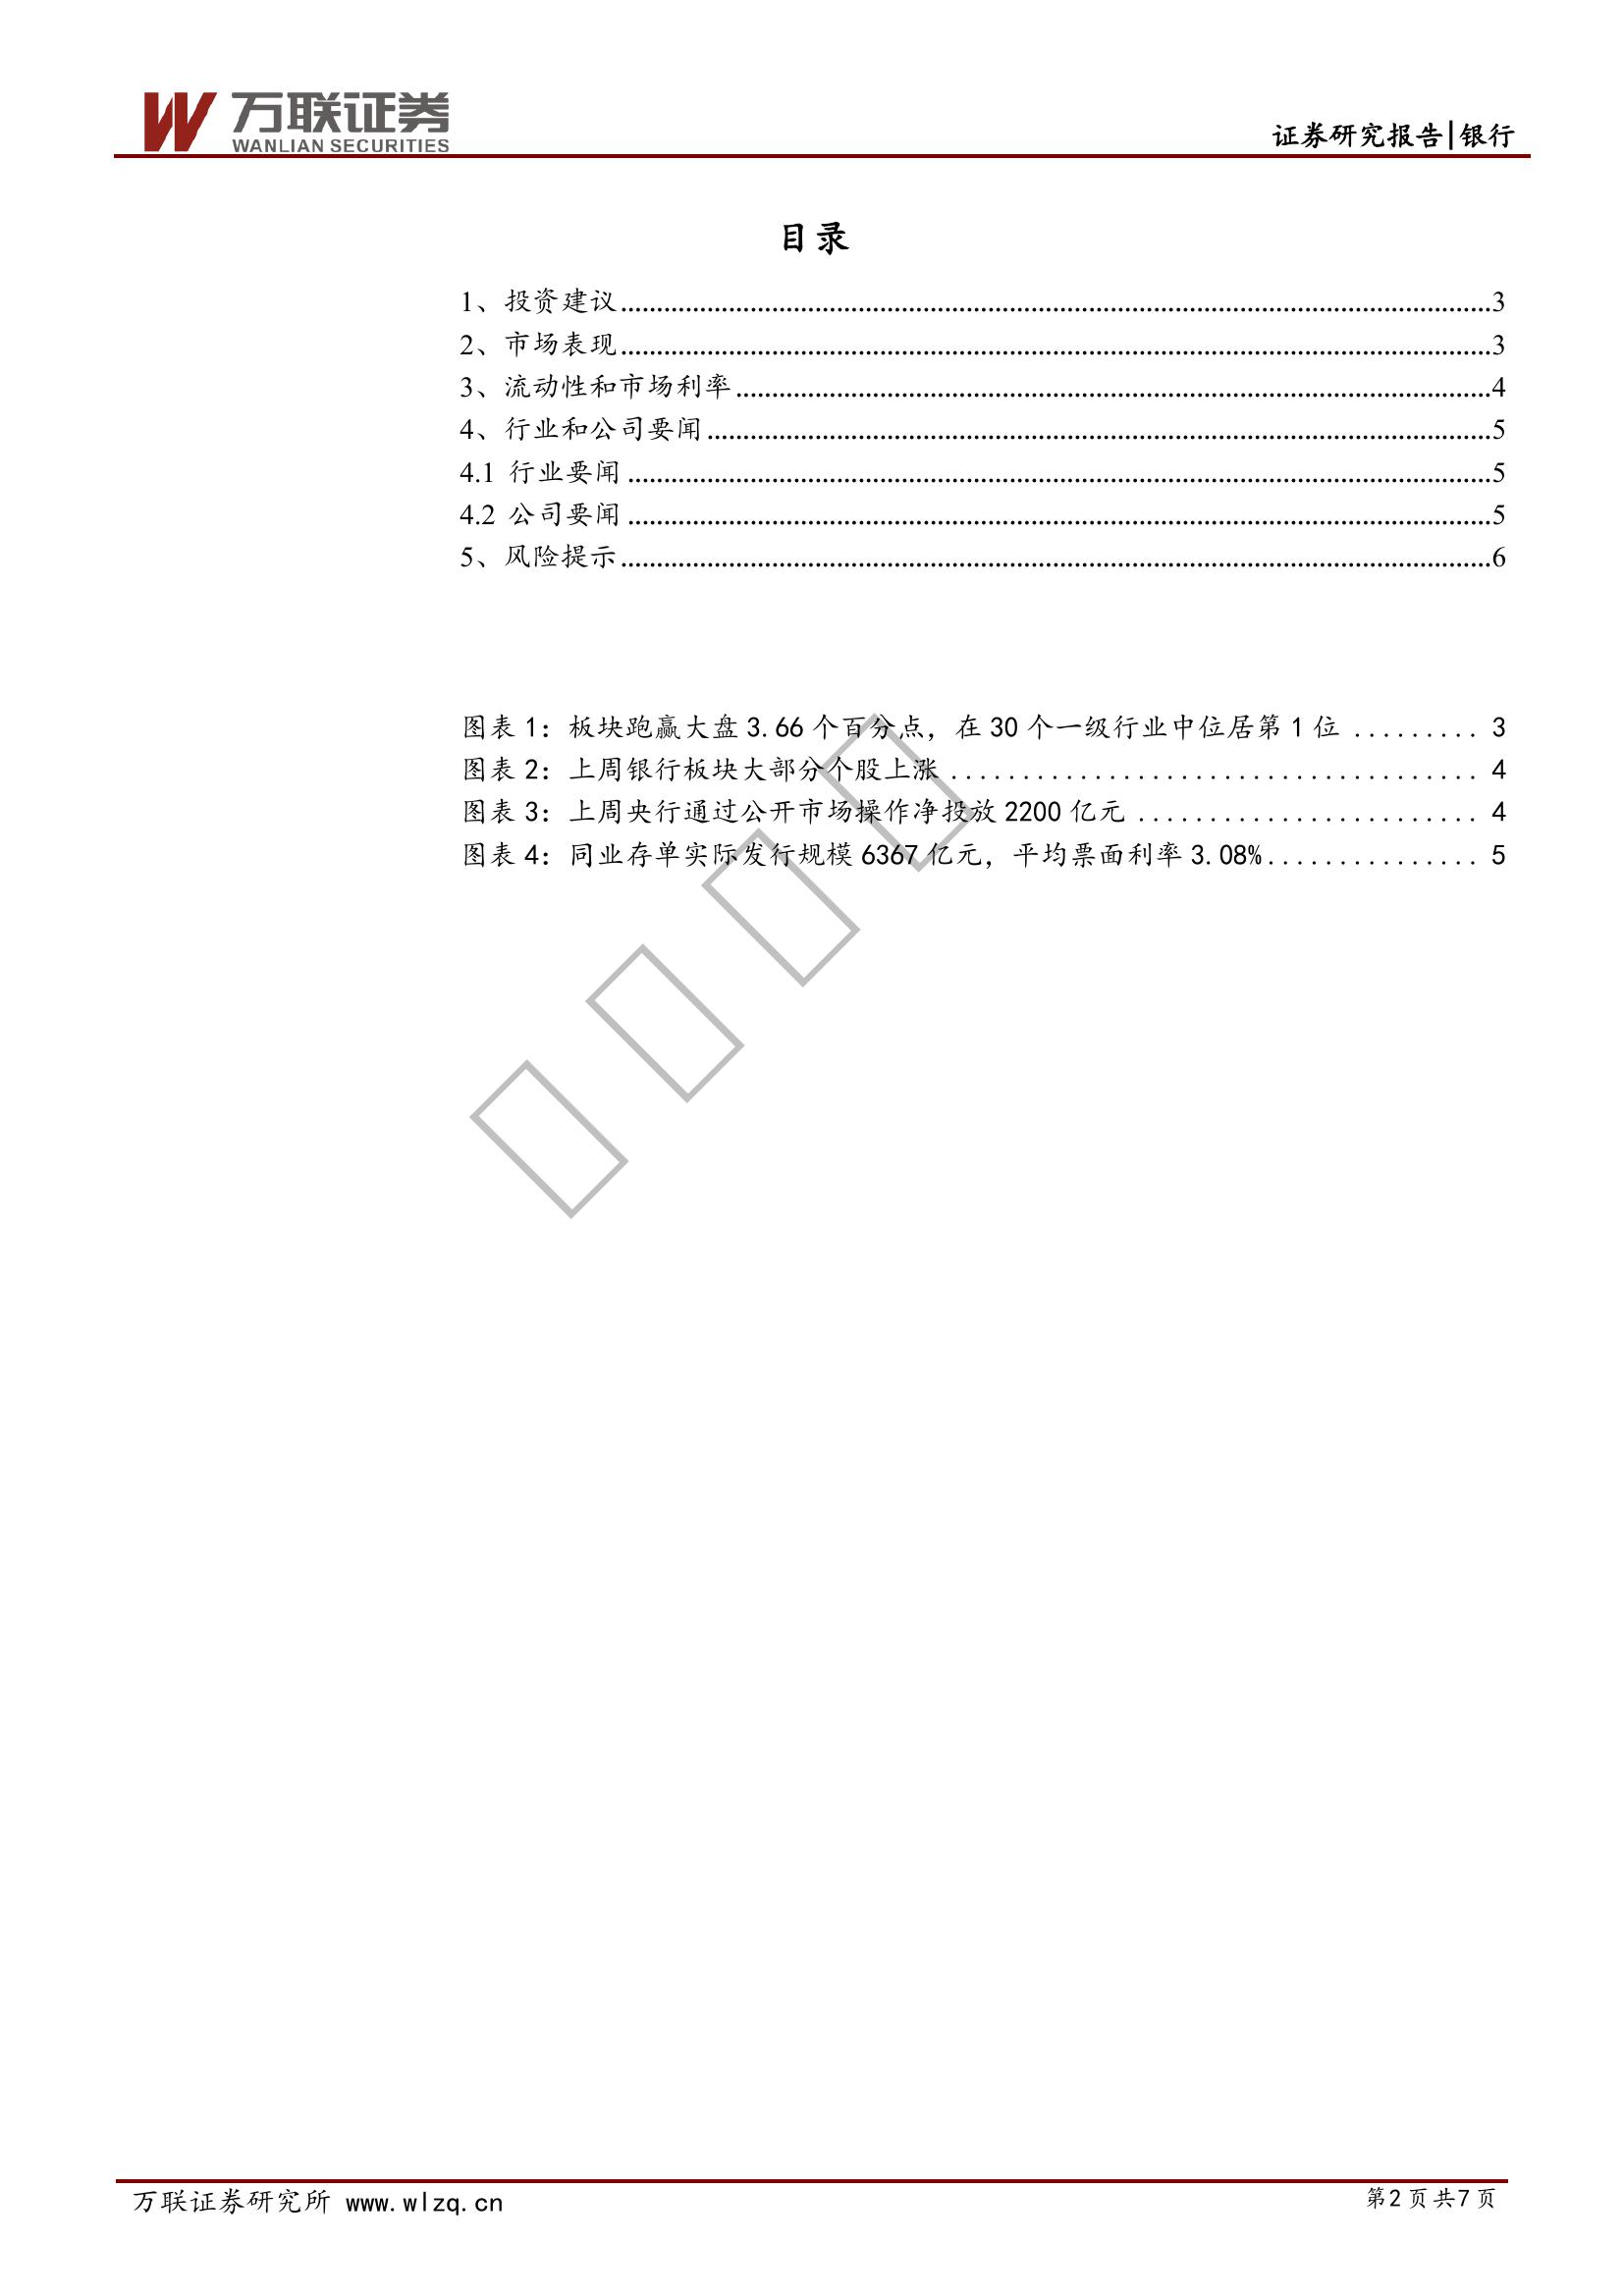 万联证券
WANLIAN SECURITIES
证券研究报告|银行
目录
1、投资建议........................................................................................................................3
2、市场表现........................................................................................................................3
3、流动性和市场利率........................................................................................................4
4、行业和公司要闻............................................................................................................5
4.1 行业要闻.......................................................................................................................5
4.2 公司要闻.......................................................................................................................5
5、风险提示........................................................................................................................6
图表 1：板块跑赢大盘 3.66 个百分点，在 30 个一级行业中位居第 1 位 ......... 3
图表 2：上周银行板块大部分个股上涨 ..................................... 4
图表 3：上周央行通过公开市场操作净投放 2200 亿元 ........................ 4
图表 4：同业存单实际发行规模 6367 亿元，平均票面利率 3.08%............... 5
万联证券研究所 www.wlzq.cn
第2页共7页